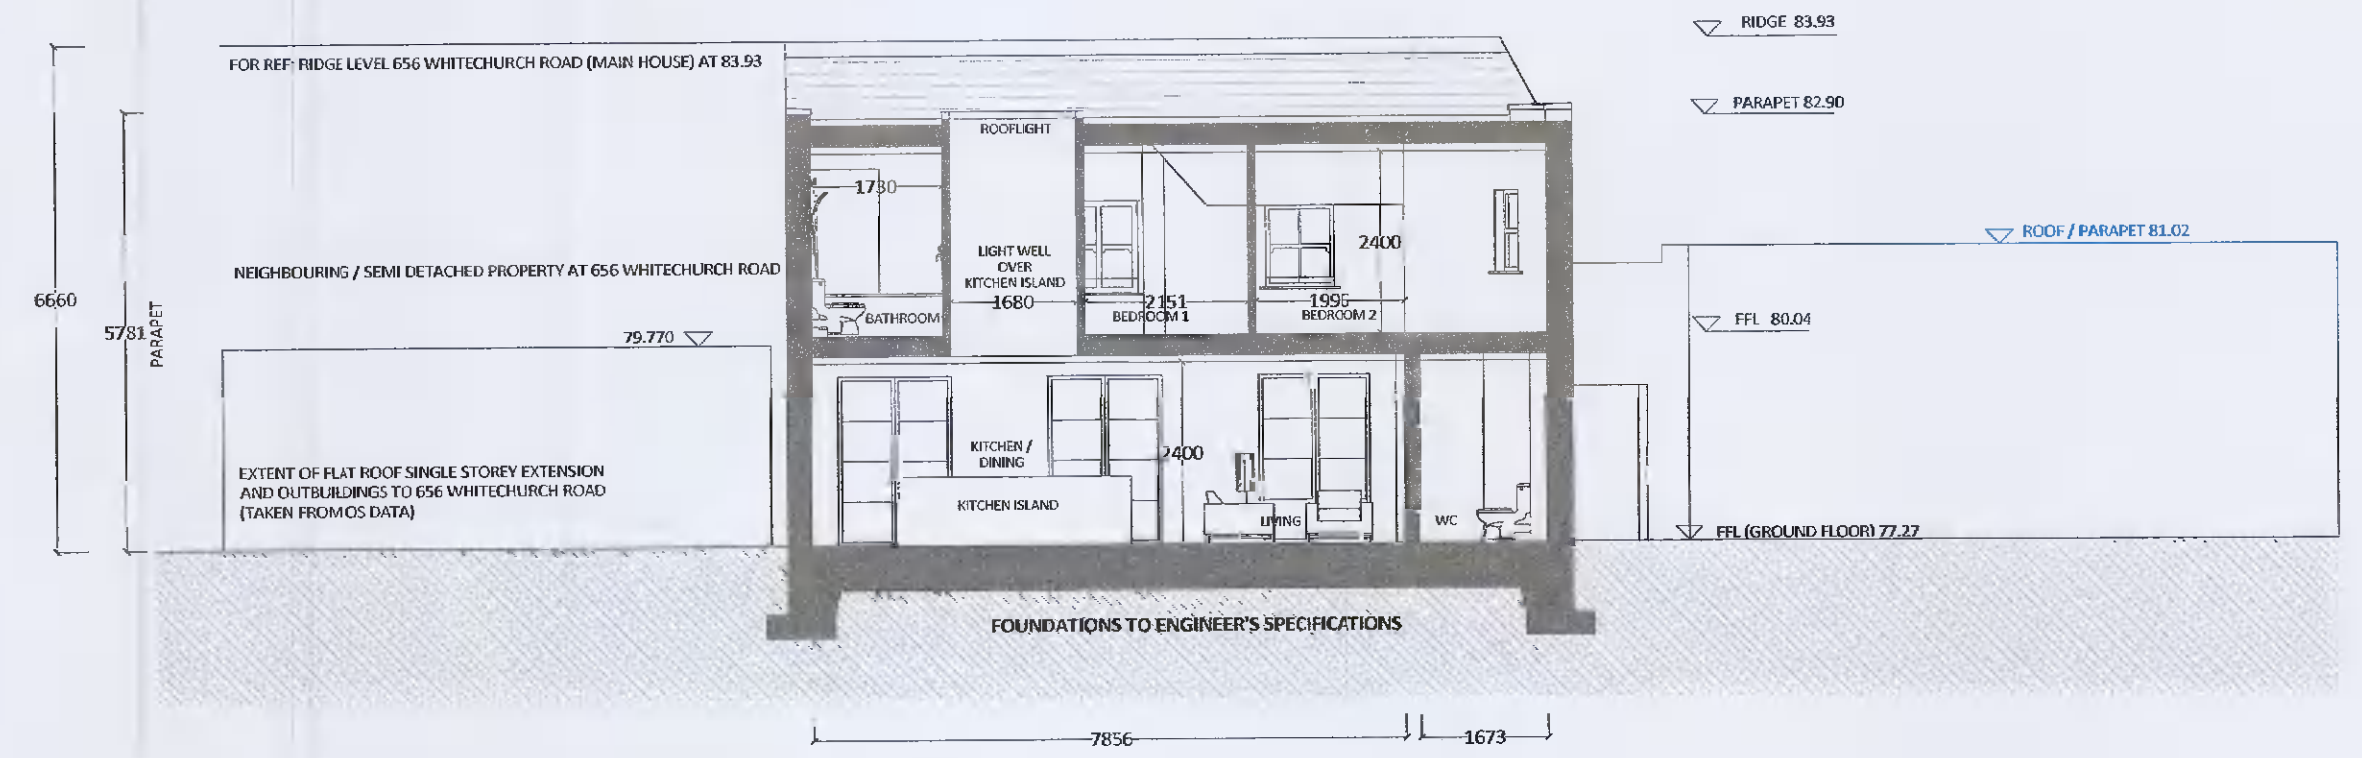 RIDGE 83.93
FOR REF: RIDGE LEVEL 656 WHITECHURCH ROAD (MAIN HOUSE) AT 83.93
PARAPET 82.90
ROOFLIGHT
1730
ROOF / PARAPET 81.02
2400
LIGHT WELL
OVER
KITCHEN ISLAND
NEIGHBOURING / SEMI DETACHED PROPERTY AT 656 WHITECHURCH ROAD
6660
1680
2151
1996
BATHROOM
BEDROOM 1
BEDROOM 2
FFL 80.04
5781
PARAPET
79.770
KITCHEN /
DINING
2400
EXTENT OF FLAT ROOF SINGLE STOREY EXTENSION
AND OUTBUILDINGS TO 656 WHITECHURCH ROAD
(TAKEN FROM OS DATA)
KITCHEN ISLAND
LIVING
WC
FFL (GROUND FLOOR) 77.27
FOUNDATIONS TO ENGINEER'S SPECIFICATIONS
7856
1673